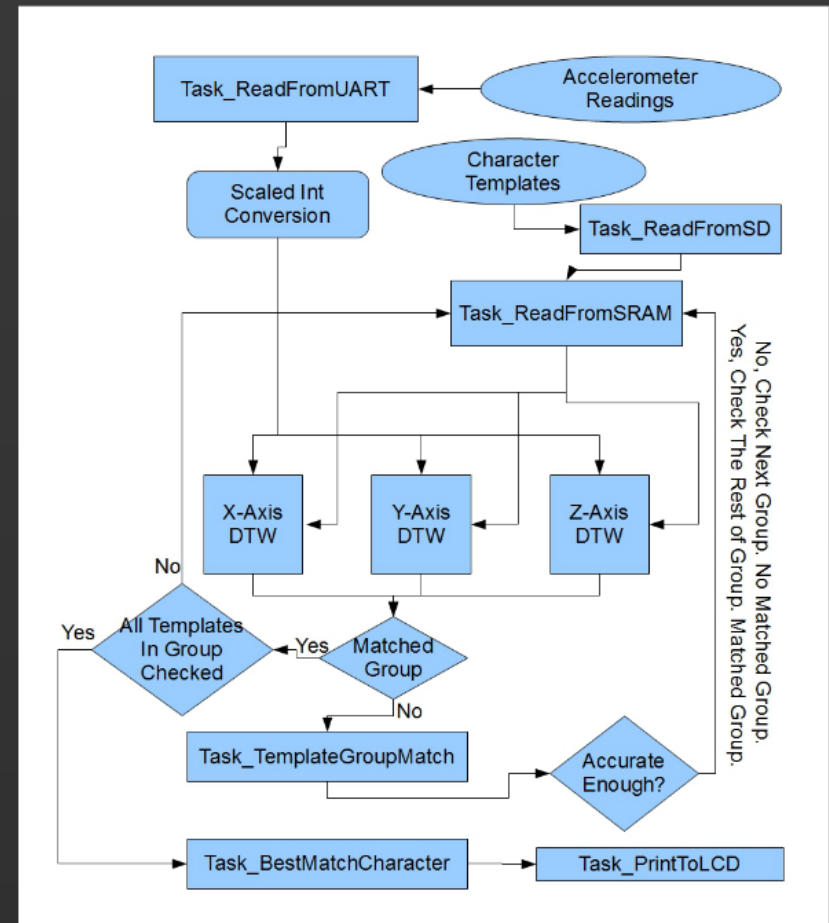 Task_ReadFromUART
Accelerometer
Readings
Character
Templates
Scaled Int
Conversion
Task_ReadFromSD
Task_ReadFromSRAM
No, Check Next Group. No Matched Group.
Yes, Check The Rest of Group. Matched Group.
X-Axis
DTW
Y-Axis
DTW
Z-Axis
DTW
No
All Templates
In Group
Checked
Yes
Yes
Matched
Group
No
Task_TemplateGroupMatch
Accurate
Enough?
Task_BestMatchCharacter
Task_PrintToLCD